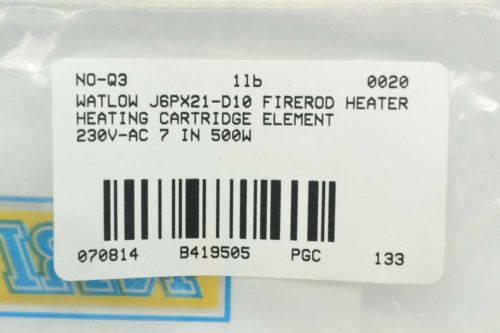 NO-Q3 1lb 0020
WATLOW J6PX21-D10 FIREROD HEATER
HEATING CARTRIDGE ELEMENT
230V-AC 7 IN 500W
070814 B419505 PGC 133